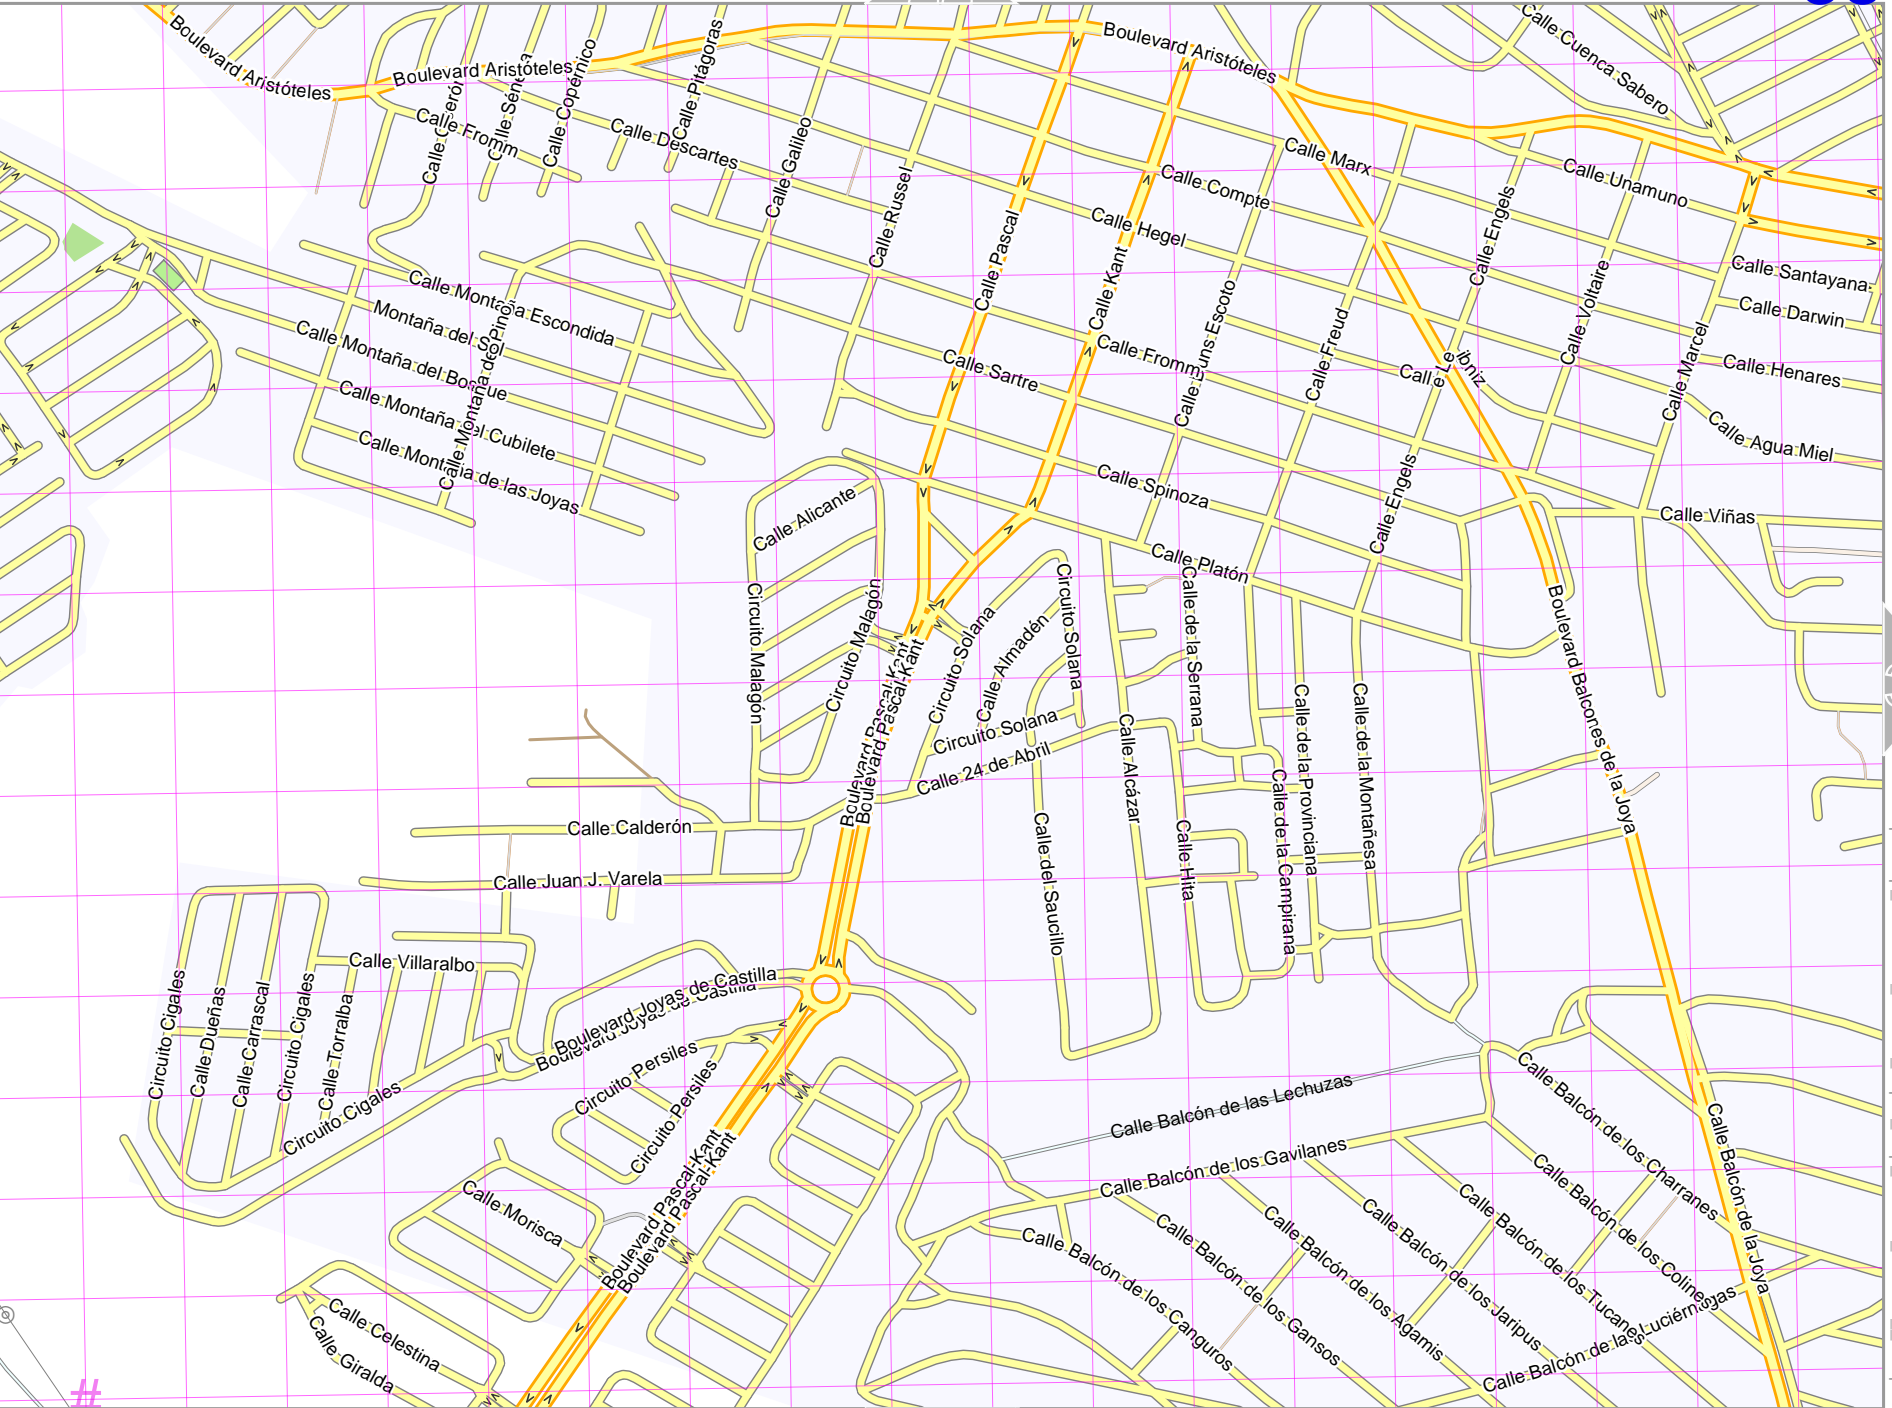 Boulevard Aristóteles
Boulevard Aristóteles
Boulevard Aristóteles
Calle Cuenca Sabero
Calle Séneca
Calle Copérnico
Calle Pitágoras
Calle Fromm
Calle Descartes
Calle Galileo
Calle Russel
Calle Marx
Calle Compte
Calle Unamuno
Calle Hegel
Calle Pascal
Calle Kant
Calle Engels
Calle Voltaire
Calle Santayana
Calle Darwin
Calle Montaña Escondida
Montaña del Sol
Calle Montaña del Bosque
Calle Montaña del Pino
Calle Montaña del Cubilete
Calle Montaña de las Joyas
Calle Sartre
Calle Fromm
Calle Duns Escoto
Calle Freud
Calle Leibniz
Calle Marcel
Calle Henares
Calle Agua Miel
Calle Engels
Calle Spinoza
Calle Viñas
Calle Alicante
Calle Platón
Circuito Malagón
Circuito Malagón
Circuito Solana
Calle Almadén
Circuito Solana
Circuito Solana
Calle de la Serrana
Boulevard Balcones de la Joya
Boulevard Pascal-Kant
Boulevard Pascal-Kant
Calle 24 de Abril
Calle Alcázar
Calle de la Provinciana
Calle de la Montañesa
Calle Calderón
Calle Juan J. Varela
Calle del Saucillo
Calle Hita
Calle de la Campirana
Calle Villaralbo
Boulevard Joyas de Castilla
Boulevard Joyas de Castilla
Circuito Cigales
Calle Dueñas
Calle Carrascal
Circuito Cigales
Calle Torralba
Circuito Cigales
Circuito Persiles
Circuito Persiles
Calle Balcón de las Lechuzas
Calle Balcón de los Gavilanes
Calle Balcón de los Charranes
Calle Balcón de la Joya
Calle Morisca
Boulevard Pascal-Kant
Boulevard Pascal-Kant
Calle Balcón de los Canguros
Calle Balcón de los Gansos
Calle Balcón de los Agamis
Calle Balcón de los Jaripus
Calle Balcón de los Tucanes
Calle Balcón de los Colines
Calle Balcón de las Luciérnagas
Calle Celestina
Calle Giralda
#